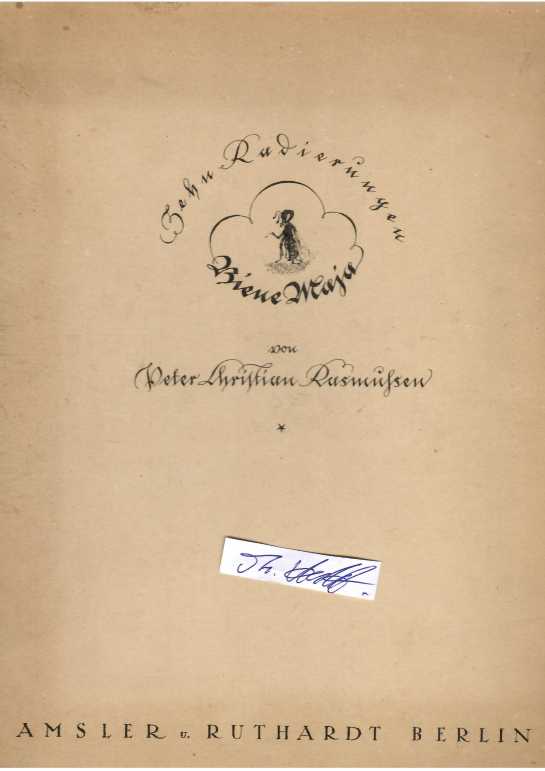 Zehn Radierungen
Biene Maja
von
Peter Christian Rasmussen
AMSLER u. RUTHARDT BERLIN